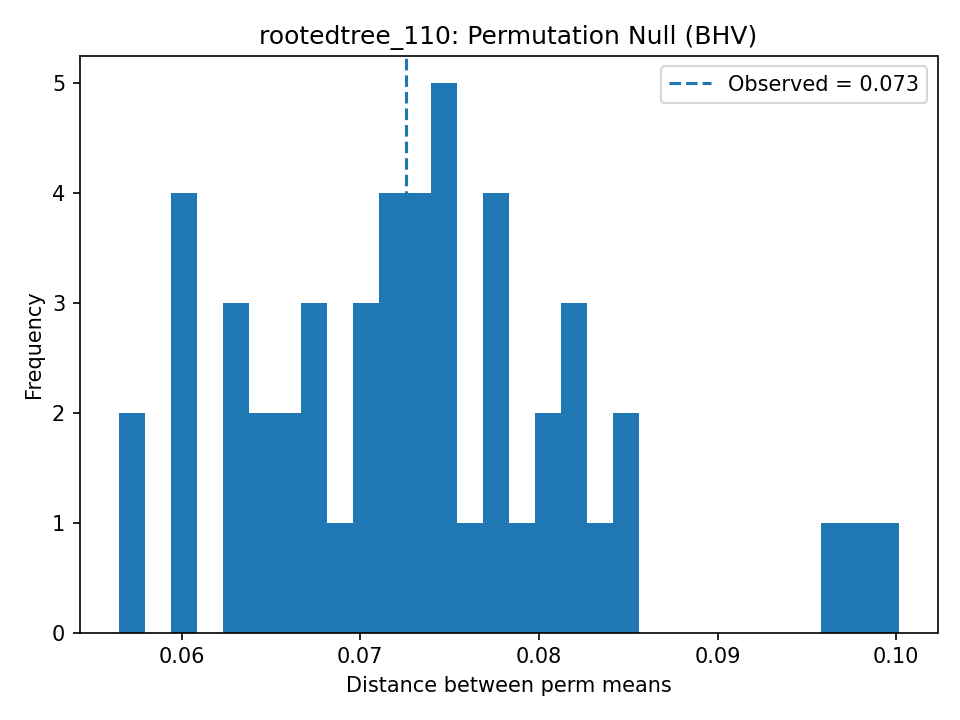 rootedtree_110: Permutation Null (BHV)
Observed = 0.073
Frequency
5
4
3
2
1
0
0.06 0.07 0.08 0.09 0.10
Distance between perm means